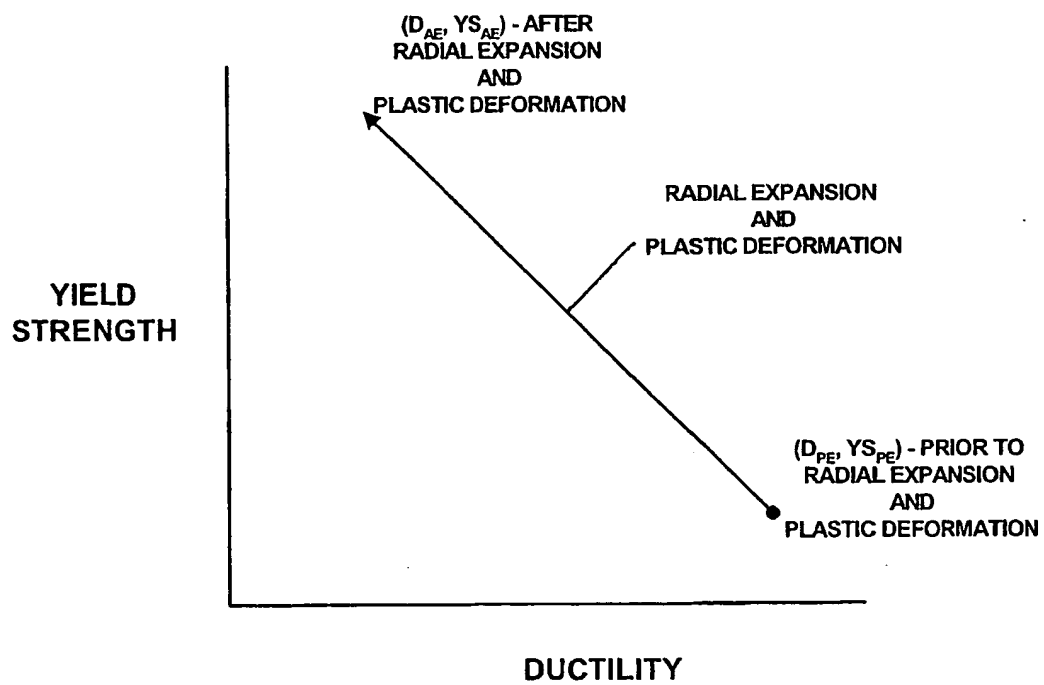 (D_AE, YS_AE) - AFTER
RADIAL EXPANSION
AND
PLASTIC DEFORMATION
RADIAL EXPANSION
AND
PLASTIC DEFORMATION
YIELD
STRENGTH
(D_PE, YS_PE) - PRIOR TO
RADIAL EXPANSION
AND
PLASTIC DEFORMATION
DUCTILITY